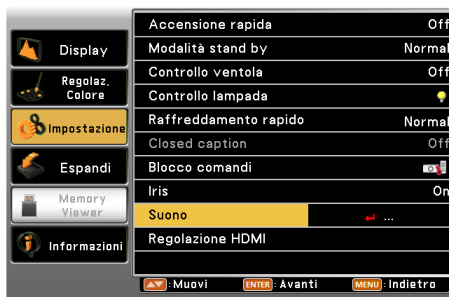 Display
Regolaz.
Colore
Impostazione
Espandi
Memory
Viewer
Informazioni
Accensione rapida Off
Modalità stand by Normal
Controllo ventola Off
Controllo lampada
Raffreddamento rapido Normal
Closed caption Off
Blocco comandi
Iris On
Suono ...
Regolazione HDMI
:Muovi ENTER :Avanti MENU :Indietro